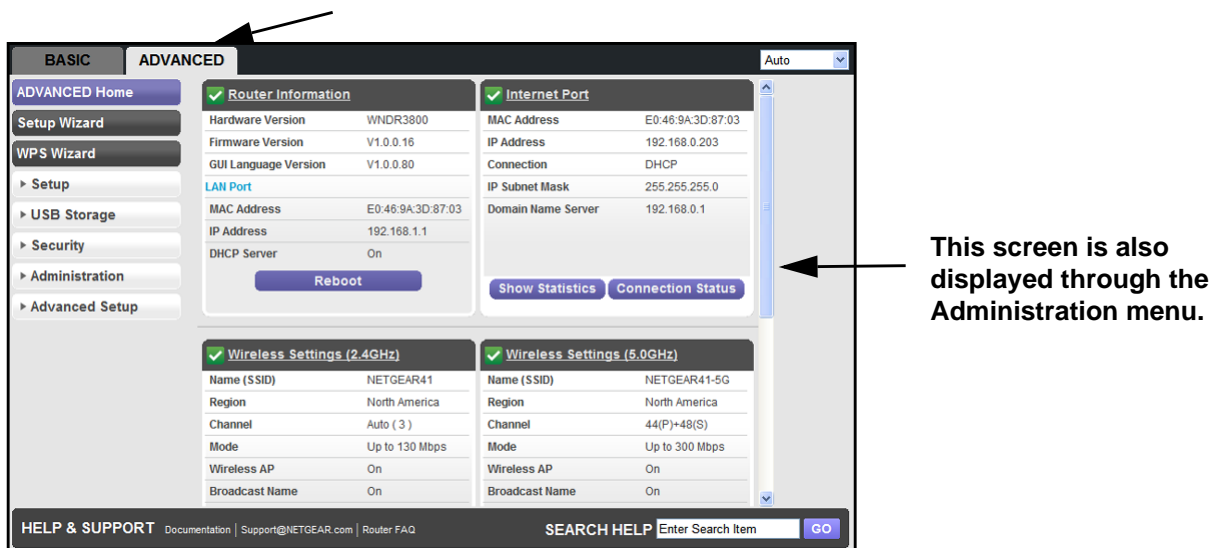 BASIC ADVANCED Auto
ADVANCED Home
Setup Wizard
WPS Wizard
Setup
USB Storage
Security
Administration
Advanced Setup
Router Information
Hardware Version WNDR3800
Firmware Version V1.0.0.16
GUI Language Version V1.0.0.80
LAN Port
MAC Address E0:46:9A:3D:87:03
IP Address 192.168.1.1
DHCP Server On
Reboot
Internet Port
MAC Address E0:46:9A:3D:87:03
IP Address 192.168.0.203
Connection DHCP
IP Subnet Mask 255.255.255.0
Domain Name Server 192.168.0.1
Show Statistics Connection Status
Wireless Settings (2.4GHz)
Name (SSID) NETGEAR41
Region North America
Channel Auto ( 3 )
Mode Up to 130 Mbps
Wireless AP On
Broadcast Name On
Wireless Settings (5.0GHz)
Name (SSID) NETGEAR41-5G
Region North America
Channel 44(P)+48(S)
Mode Up to 300 Mbps
Wireless AP On
Broadcast Name On
HELP & SUPPORT Documentation | Support@NETGEAR.com | Router FAQ SEARCH HELP Enter Search Item GO
This screen is also
displayed through the
Administration menu.